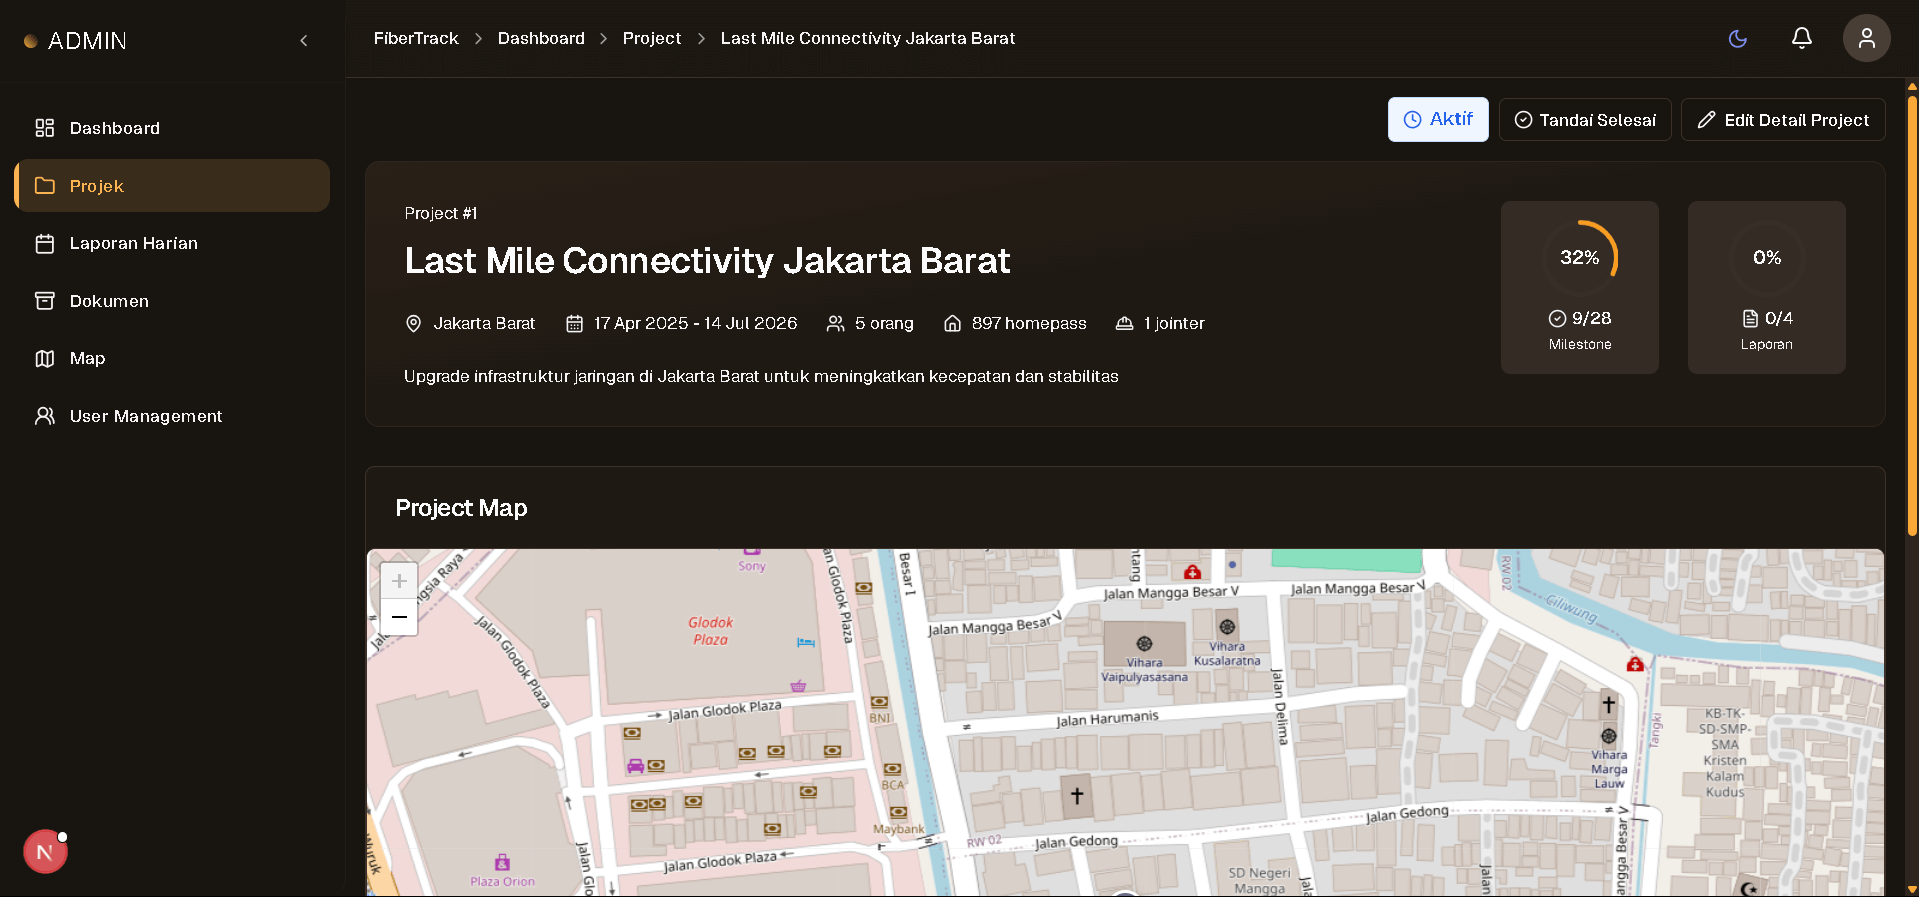 ADMIN
FiberTrack
Dashboard
Project
Last Mile Connectivity Jakarta Barat
Dashboard
Projek
Laporan Harian
Dokumen
Map
User Management
Aktif
Tandai Selesai
Edit Detail Project
Project #1
Last Mile Connectivity Jakarta Barat
Jakarta Barat
17 Apr 2025 - 14 Jul 2026
5 orang
897 homepass
1 jointer
Upgrade infrastruktur jaringan di Jakarta Barat untuk meningkatkan kecepatan dan stabilitas
32%
9/28
Milestone
0%
0/4
Laporan
Project Map
+
−
Sony
Glodok
Plaza
Jalan Glodok Plaza
Jalan Glodok Plaza
Jalan Glodok Plaza
BNI
BCA
Maybank
Plaza Orion
Besar I
Jalan Mangga Besar V
Jalan Mangga Besar V
Jalan Mangga Besar V
Vihara
Vaipulyasasana
Vihara
Kusalaratna
Jalan Harumanis
Jalan Delima
RW 02
Jalan Gedong
Jalan Gedong
SD Negeri
Mangga
RW 02
Ciliwung
Tangki
Vihara
Marga
Lauw
KB-TK-
SD-SMP-
SMA
Kristen
Kalam
Kudus
Jalan Glodok Plaza
N